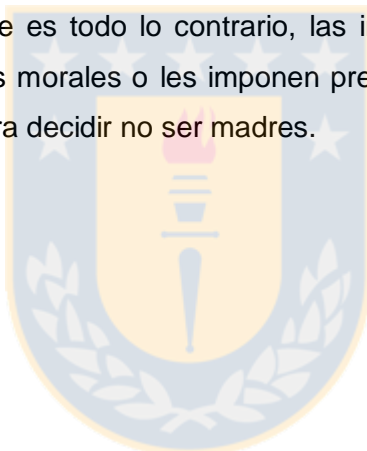 e es todo lo contrario, las i
s morales o les imponen pre
ra decidir no ser madres.